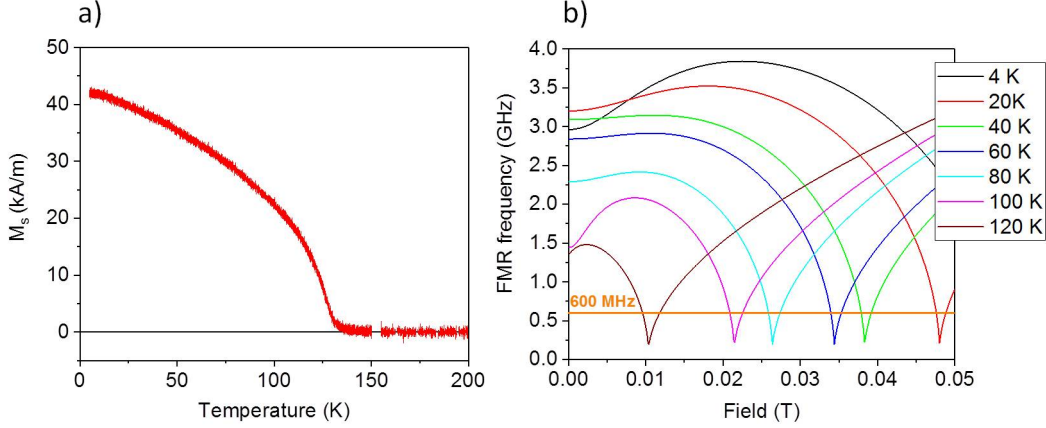 a)
50
40
30
20
10
0
Ms (kA/m)
0
50
100
150
200
Temperature (K)
b)
4.0
3.5
3.0
2.5
2.0
1.5
1.0
0.5
0.0
FMR frequency (GHz)
600 MHz
0.00
0.01
0.02
0.03
0.04
0.05
Field (T)
4 K
20K
40 K
60 K
80 K
100 K
120 K